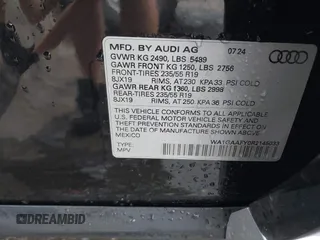 MFD. BY AUDI AG 07.24
GVWR KG 2490, LBS 5489
GAWR FRONT KG 1250, LBS 2756
FRONT-TIRES 235/55 R19
8JX19 RIMS, AT 230 KPA 33 PSI COLD
GAWR REAR KG 1360, LBS 2998
REAR-TIRES 235/55 R19
8JX19 RIMS, AT 250 KPA 36 PSI COLD
THIS VEHICLE CONFORMS TO ALL APPLICABLE
FEDERAL MOTOR VEHICLE SAFETY, BUMPER, AND
THEFT PREVENTION STANDARDS IN EFFECT ON THE
DATE OF MANUFACTURE SHOWN ABOVE.
MEXICO
TYPE:
MPV
DREAMBID